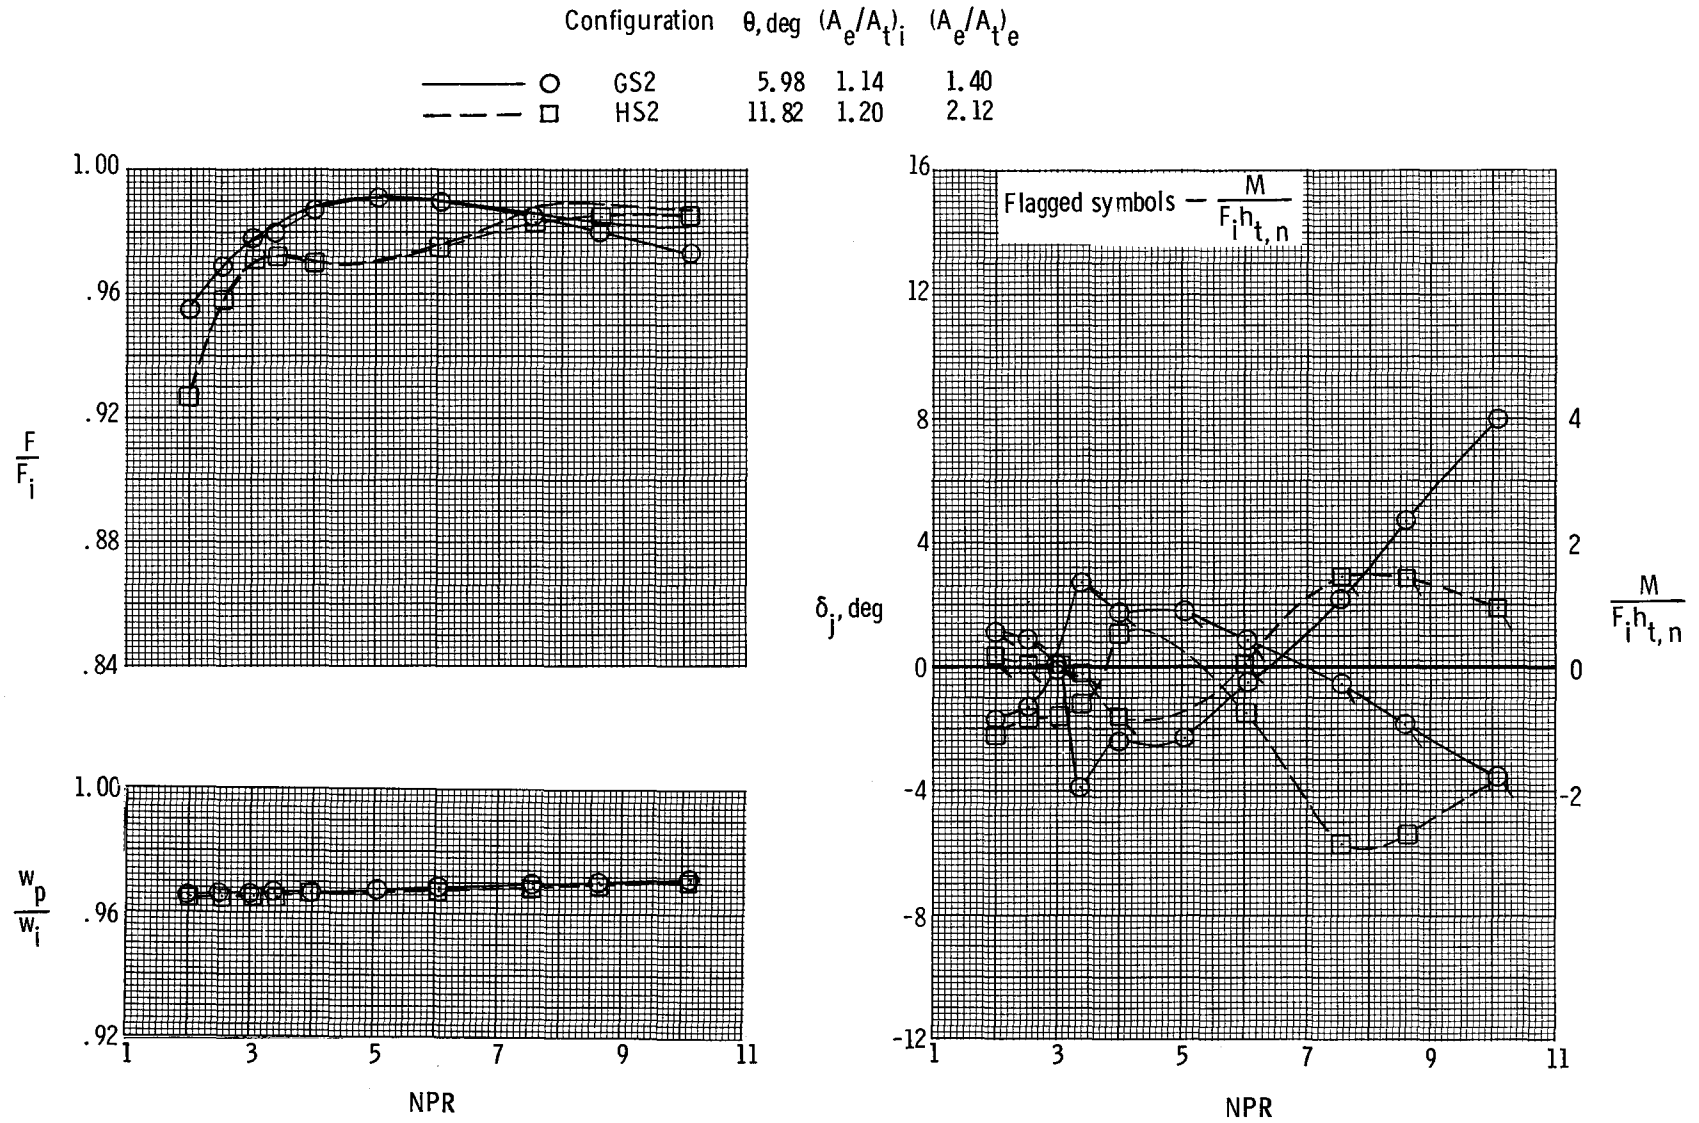 Configuration θ, deg (Ae/At)i (Ae/At)e
GS2 5.98 1.14 1.40
HS2 11.82 1.20 2.12
1.00
.96
.92
.88
.84
F
Fi
1.00
.96
.92
wp
wi
1 3 5 7 9 11
NPR
16
12
8
4
0
-4
-8
-12
δj, deg
Flagged symbols – M
Fiht,n
4
2
0
-2
M
Fiht,n
1 3 5 7 9 11
NPR